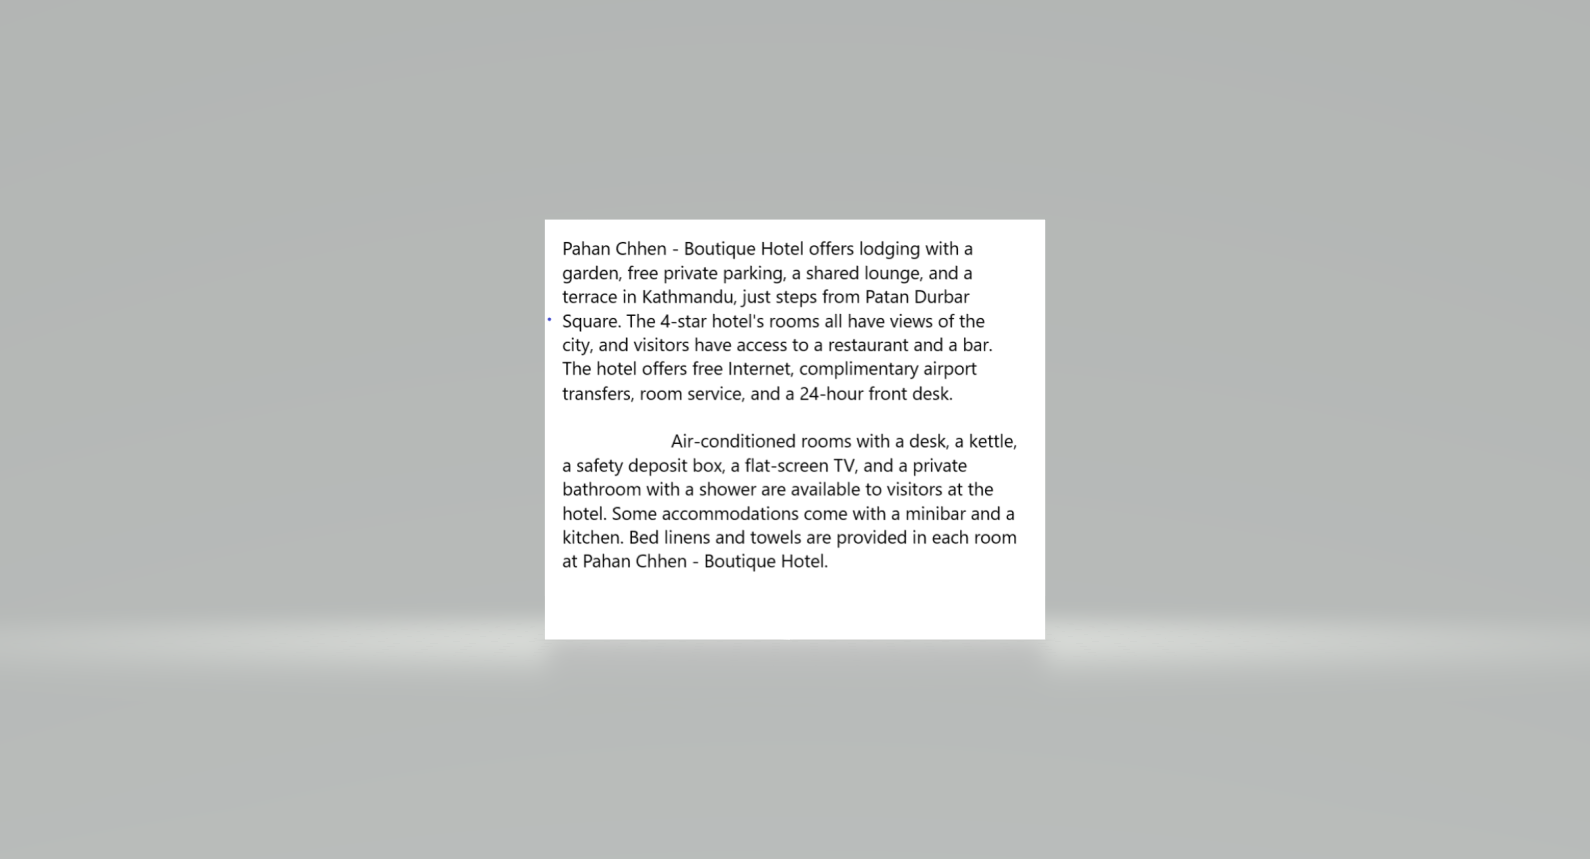 Pahan Chhen - Boutique Hotel offers lodging with a
garden, free private parking, a shared lounge, and a
terrace in Kathmandu, just steps from Patan Durbar
Square. The 4-star hotel's rooms all have views of the
city, and visitors have access to a restaurant and a bar.
The hotel offers free Internet, complimentary airport
transfers, room service, and a 24-hour front desk.
Air-conditioned rooms with a desk, a kettle,
a safety deposit box, a flat-screen TV, and a private
bathroom with a shower are available to visitors at the
hotel. Some accommodations come with a minibar and a
kitchen. Bed linens and towels are provided in each room
at Pahan Chhen - Boutique Hotel.